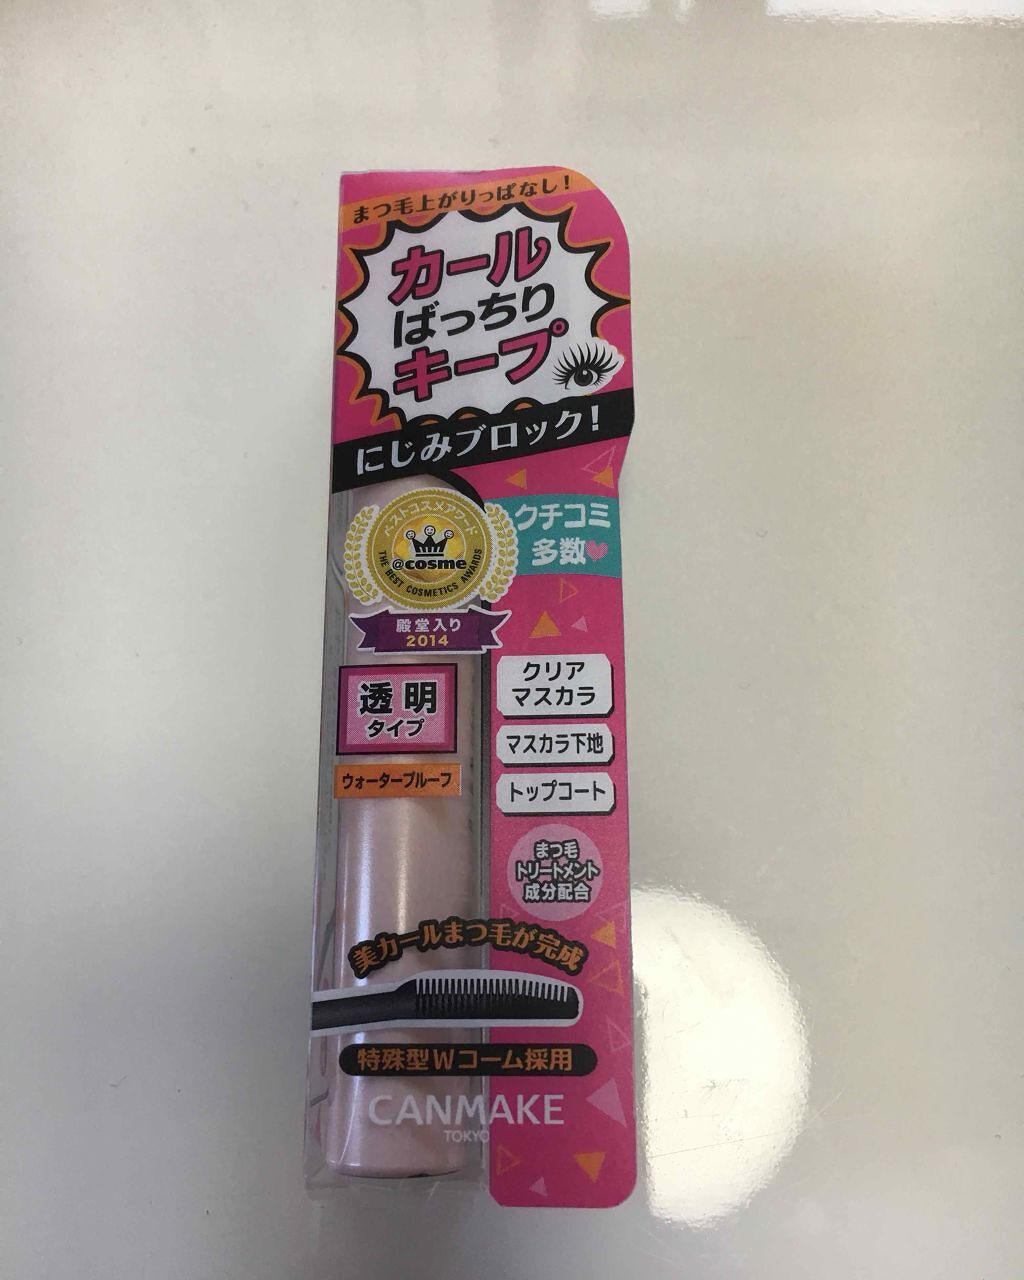 まつ毛上がりっぱなし!
カール
ばっちり
キープ
にじみブロック!
ベストコスメアワード
@cosme
THE BEST COSMETICS AWARDS
殿堂入り
2014
クチコミ
多数
透明
タイプ
ウォータープルーフ
クリア
マスカラ
マスカラ下地
トップコート
まつ毛
トリートメント
成分配合
美カールまつ毛が完成
特殊型Wコーム採用
CANMAKE
TOKYO